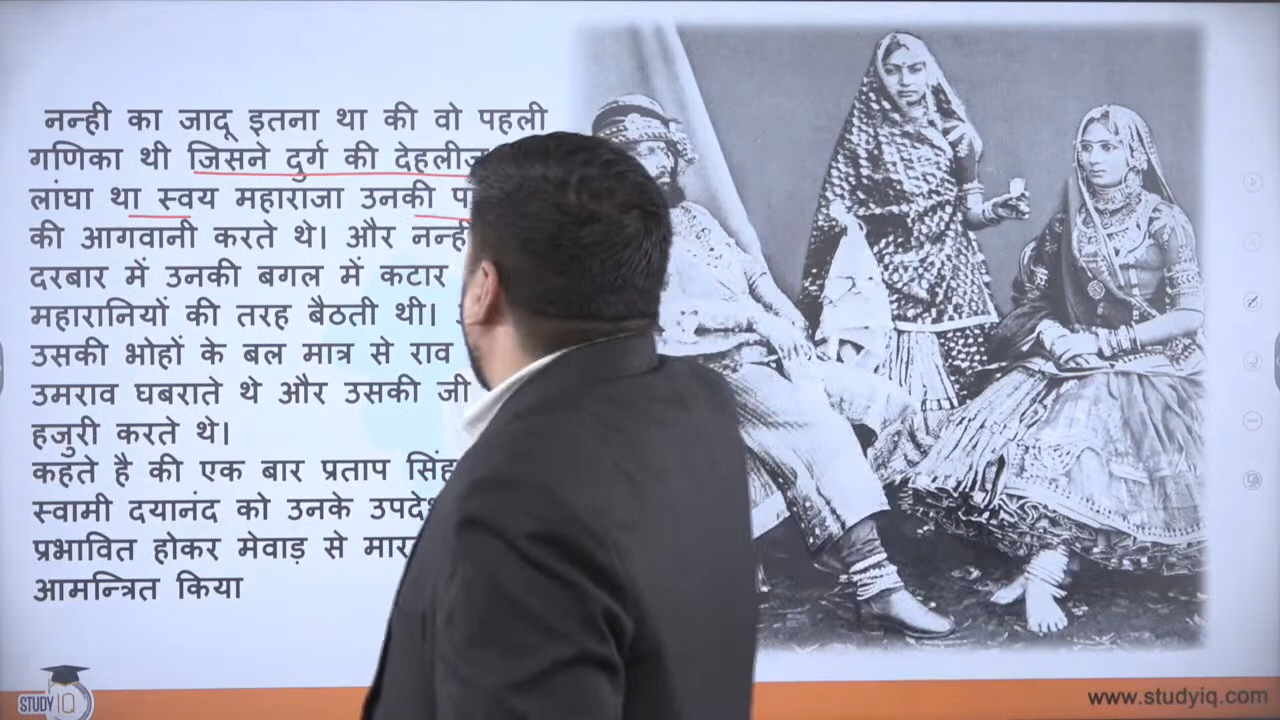 नन्ही का जादू इतना था की वो पहली
गणिका थी जिसने दुर्ग की देहलीज
लांघा था स्वय महाराजा उनकी
की आगवानी करते थे। और नन्ही
दरबार में उनकी बगल में कटार
महारानियों की तरह बैठती थी।
उसकी भोहों के बल मात्र से राव
उमराव घबराते थे और उसकी जी
हजुरी करते थे।
कहते है की एक बार प्रताप सिंह
स्वामी दयानंद को उनके
प्रभावित होकर मेवाड़ से
आमन्त्रित किया
STUDY IQ
www.studyiq.com